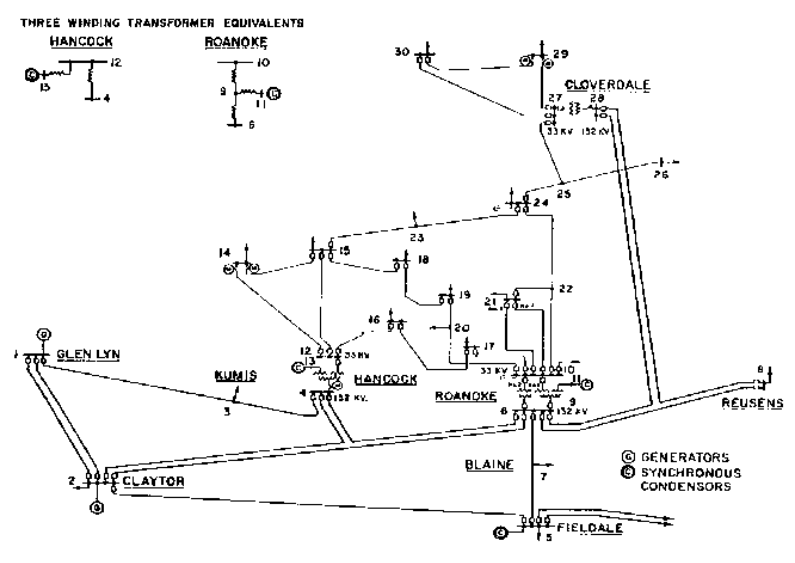 THREE WINDING TRANSFORMER EQUIVALENTS
HANCOCK
ROANOKE
12
13
4
10
9
11
6
30
29
CLOVERDALE
27
28
33 KV
132 KV.
26
25
24
23
14
15
18
19
22
21
16
20
17
12
33 KV
13
HANCOCK
4
132 KV.
33 KV
10
11
ROANOKE
9
6
132 KV
8
REUSENS
1
GLEN LYN
KUMIS
3
2
CLAYTOR
BLAINE
7
5
FIELDALE
G GENERATORS
C SYNCHRONOUS
CONDENSORS